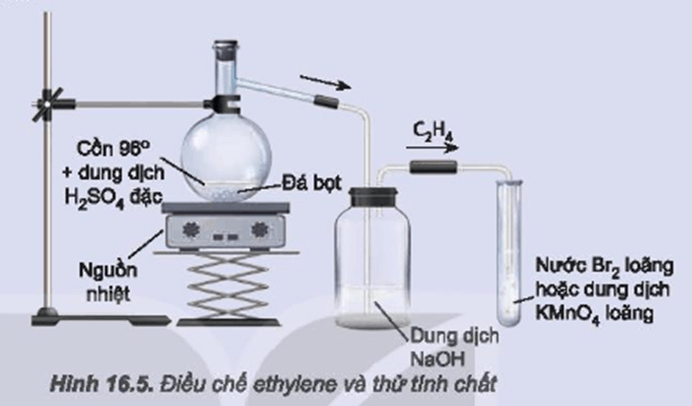 Cồn 96º
+ dung dịch
H₂SO₄ đặc
Đá bọt
Nguồn
nhiệt
C₂H₄
Dung dịch
NaOH
Nước Br₂ loãng
hoặc dung dịch
KMnO₄ loãng
Hình 16.5. Điều chế ethylene và thử tính chất